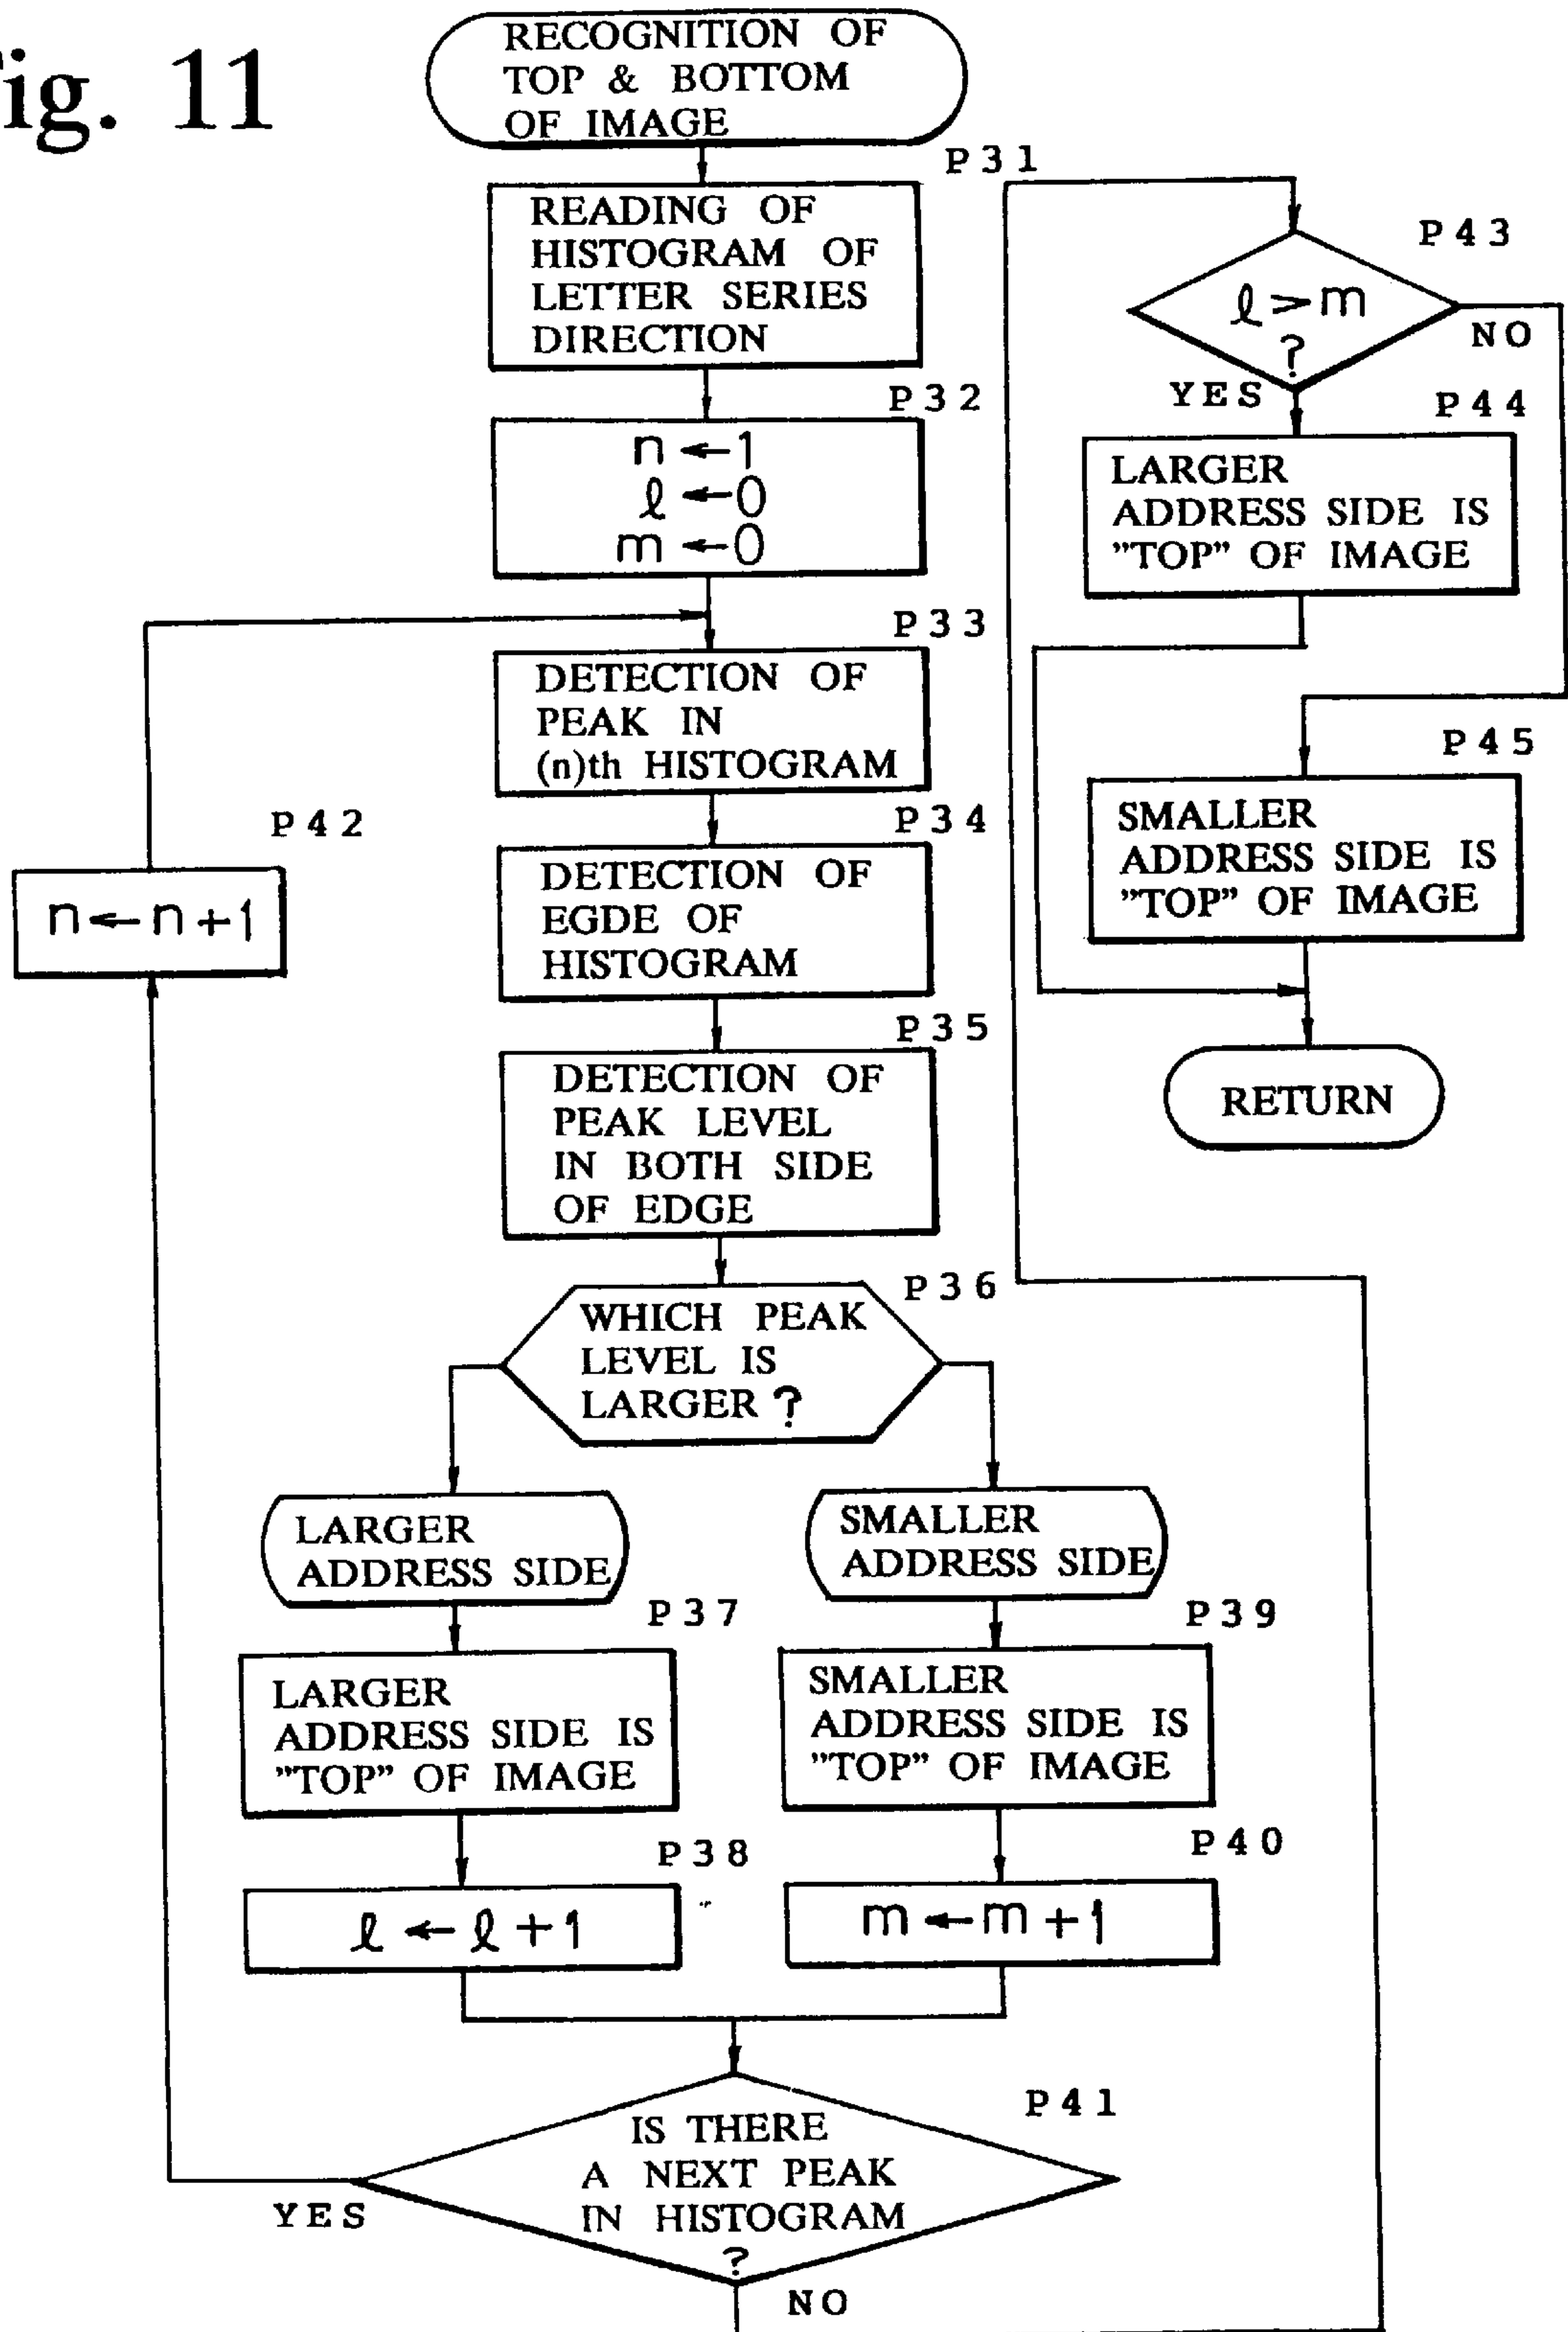 ig. 11
RECOGNITION OF
TOP & BOTTOM
OF IMAGE
P31
READING OF
HISTOGRAM OF
LETTER SERIES
DIRECTION
P32
n ← 1
ℓ ← 0
m ← 0
P33
DETECTION OF
PEAK IN
(n)th HISTOGRAM
P34
DETECTION OF
EGDE OF
HISTOGRAM
P35
DETECTION OF
PEAK LEVEL
IN BOTH SIDE
OF EDGE
P36
WHICH PEAK
LEVEL IS
LARGER ?
LARGER
ADDRESS SIDE
P37
LARGER
ADDRESS SIDE IS
"TOP" OF IMAGE
P38
ℓ ← ℓ + 1
SMALLER
ADDRESS SIDE
P39
SMALLER
ADDRESS SIDE IS
"TOP" OF IMAGE
P40
m ← m + 1
P41
IS THERE
A NEXT PEAK
IN HISTOGRAM
?
YES
NO
P42
n ← n + 1
P43
ℓ > m
?
NO
YES
P44
LARGER
ADDRESS SIDE IS
"TOP" OF IMAGE
P45
SMALLER
ADDRESS SIDE IS
"TOP" OF IMAGE
RETURN